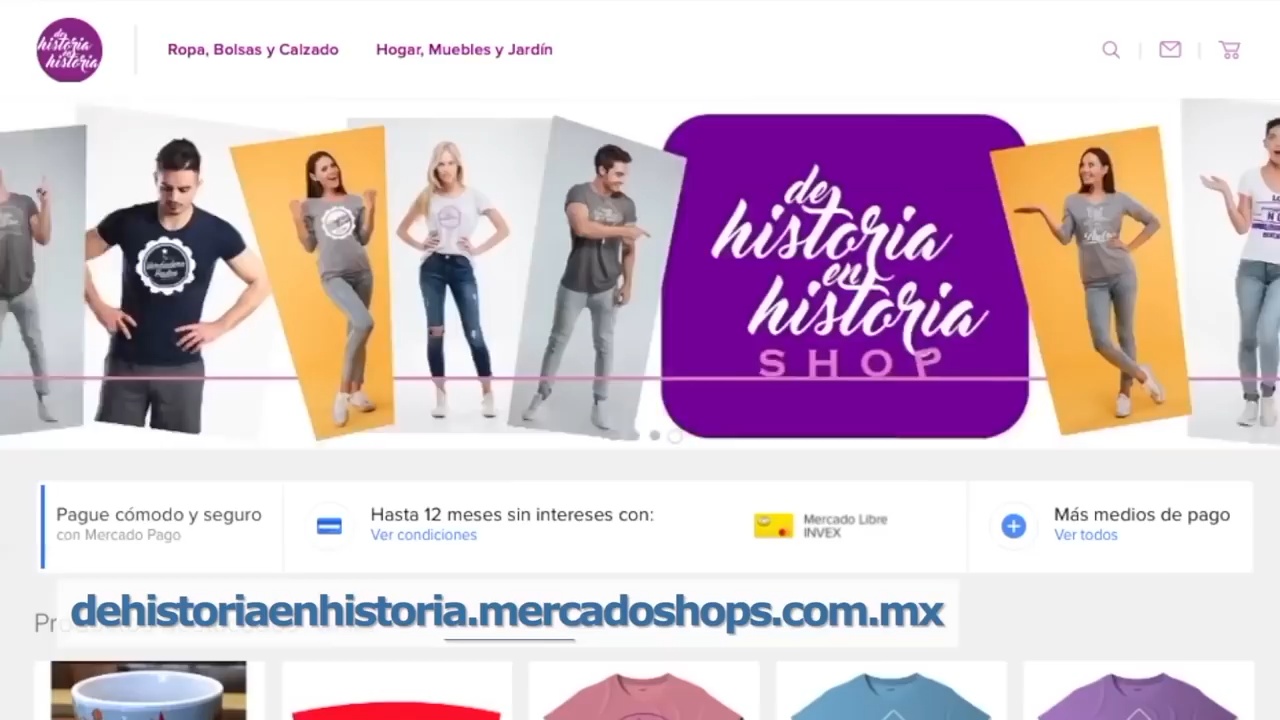 de
historia
en
historia
Ropa, Bolsas y Calzado
Hogar, Muebles y Jardín
de
historia
en
historia
SHOP
Pague cómodo y seguro
con Mercado Pago
Hasta 12 meses sin intereses con:
Ver condiciones
Mercado Libre
INVEX
Más medios de pago
Ver todos
dehistoriaenhistoria.mercadoshops.com.mx